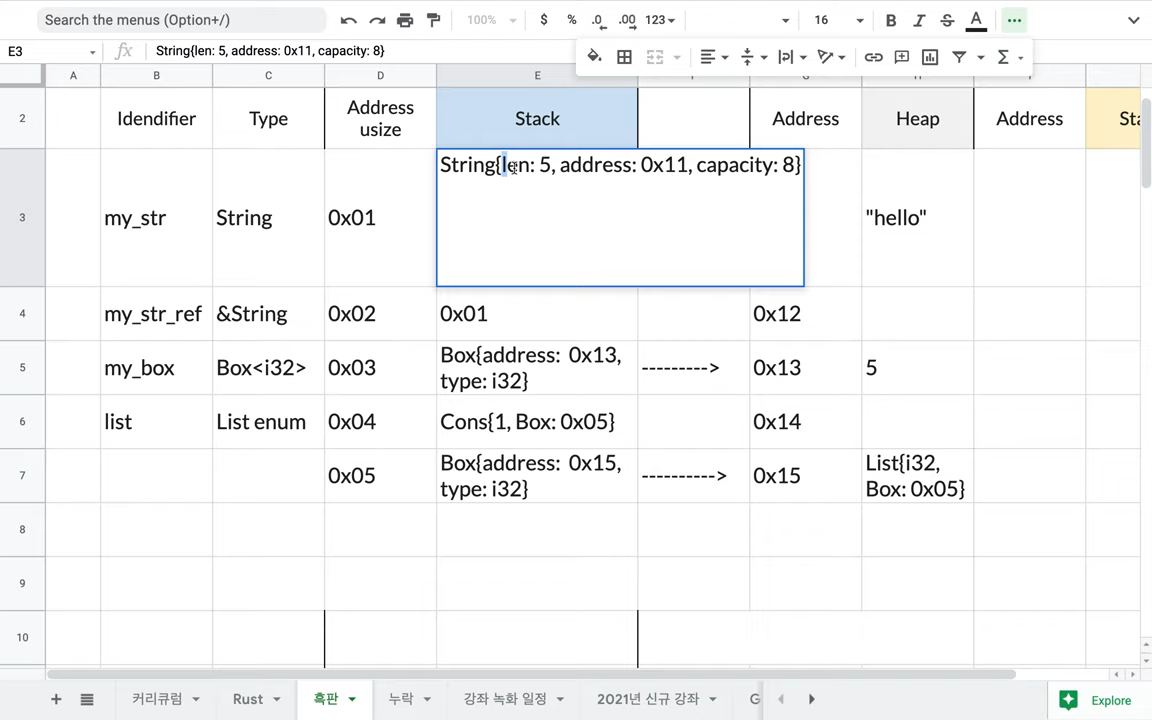 Search the menus (Option+/)
100%
$ % .0 .00 123
16
B I S A
E3
fx
String{len: 5, address: 0x11, capacity: 8}
A B C D E H
2 Idendifier Type Address usize Stack Address Heap Address
String{len: 5, address: 0x11, capacity: 8}
3 my_str String 0x01 "hello"
4 my_str_ref &String 0x02 0x01 0x12
5 my_box Box<i32> 0x03 Box{address: 0x13, type: i32} ---------> 0x13 5
6 list List enum 0x04 Cons{1, Box: 0x05} 0x14
7 0x05 Box{address: 0x15, type: i32} ----------> 0x15 List{i32, Box: 0x05}
8
9
10
커리큘럼 Rust 흑판 누락 강좌 녹화 일정 2021년 신규 강좌 Explore